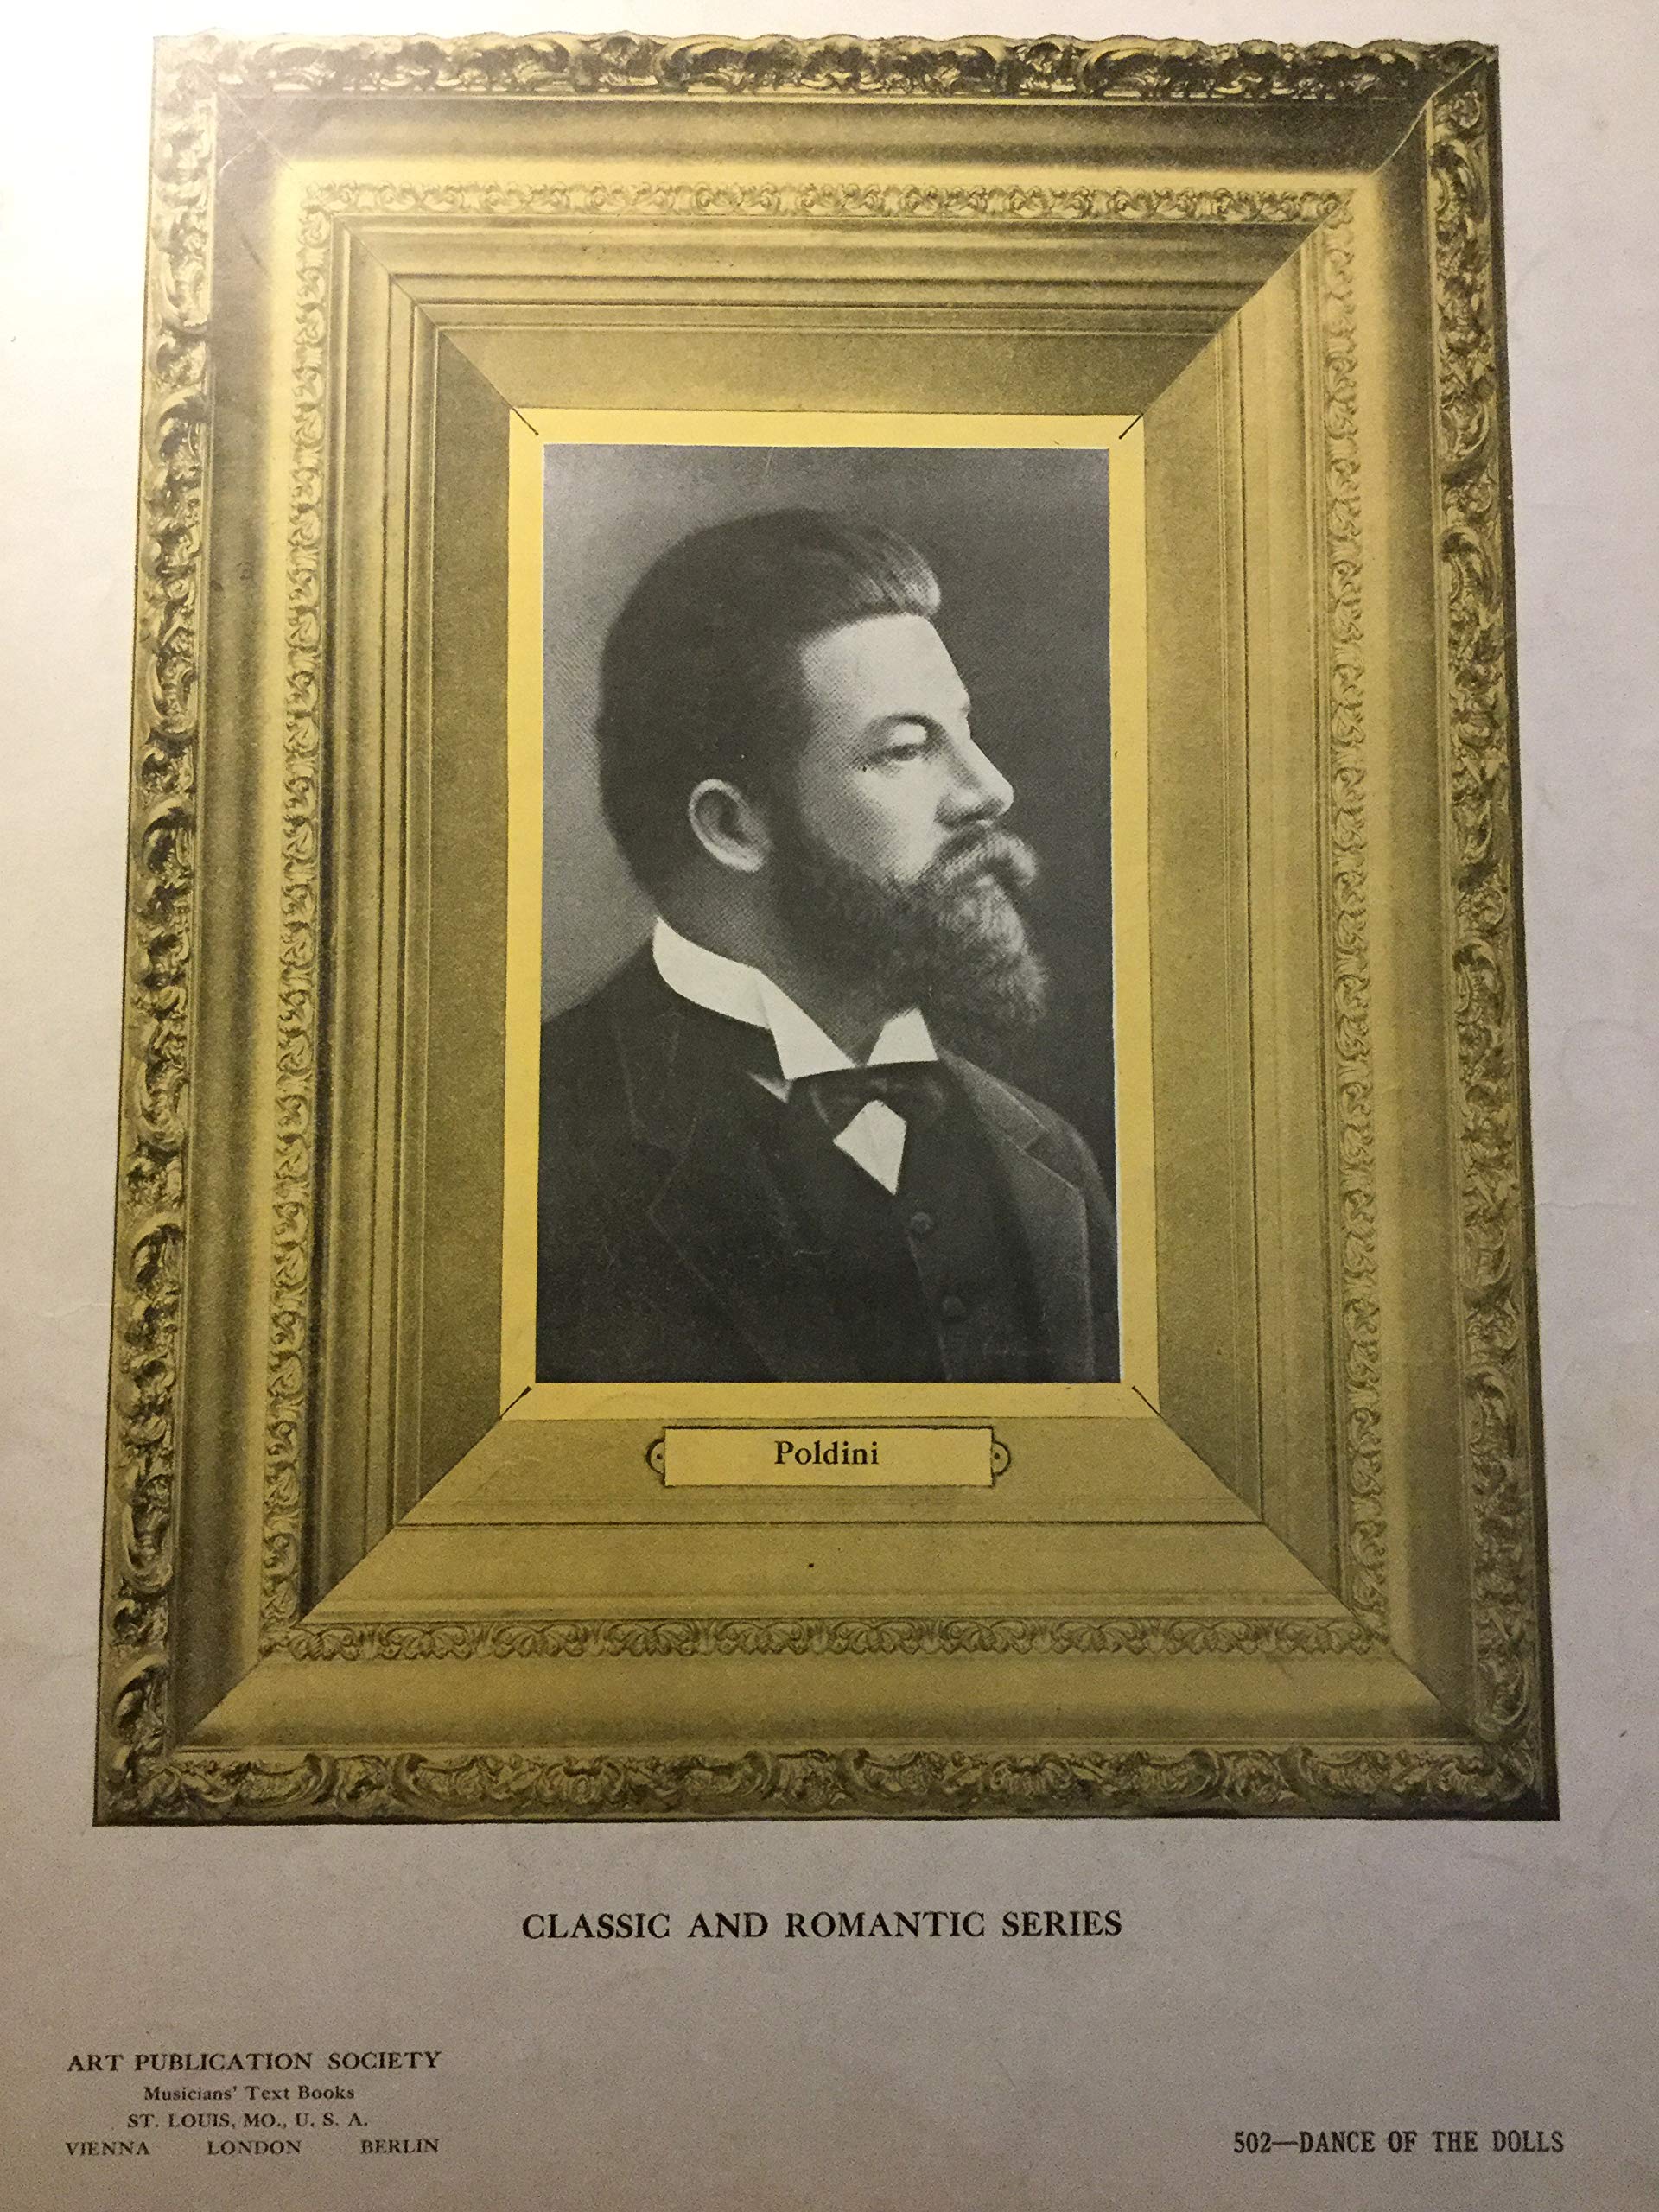 Poldini
CLASSIC AND ROMANTIC SERIES
ART PUBLICATION SOCIETY
Musicians' Text Books
ST. LOUIS, MO., U. S. A.
VIENNA LONDON BERLIN
502—DANCE OF THE DOLLS